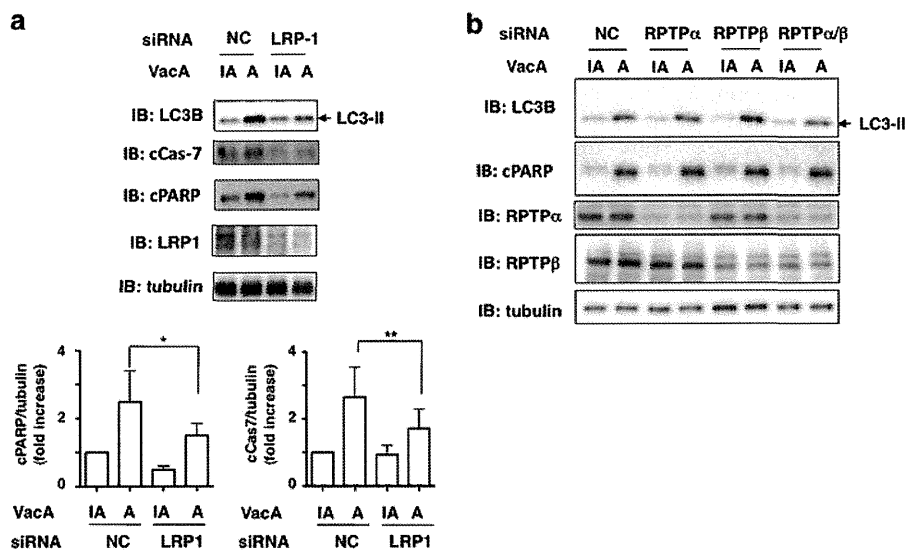 a
siRNA NC LRP-1
VacA IA A IA A
IB: LC3B
LC3-II
IB: cCas-7
IB: cPARP
IB: LRP1
IB: tubulin
cPARP/tubulin
(fold increase)
4
2
0
*
VacA IA A IA A
siRNA NC LRP1
cCas7/tubulin
(fold increase)
4
2
0
**
VacA IA A IA A
siRNA NC LRP1
b
siRNA NC RPTPα RPTPβ RPTPα/β
VacA IA A IA A IA A IA A
IB: LC3B
LC3-II
IB: cPARP
IB: RPTPα
IB: RPTPβ
IB: tubulin